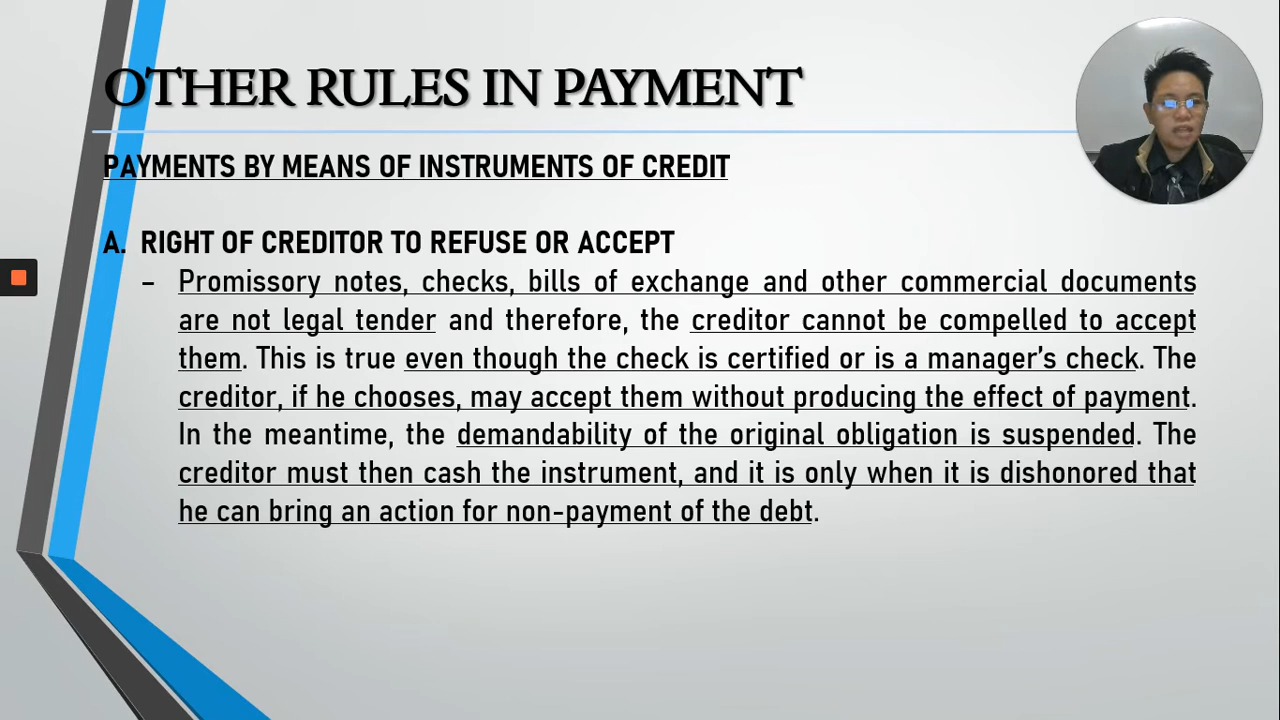 OTHER RULES IN PAYMENT
PAYMENTS BY MEANS OF INSTRUMENTS OF CREDIT
A. RIGHT OF CREDITOR TO REFUSE OR ACCEPT
– Promissory notes, checks, bills of exchange and other commercial documents
are not legal tender and therefore, the creditor cannot be compelled to accept
them. This is true even though the check is certified or is a manager’s check. The
creditor, if he chooses, may accept them without producing the effect of payment.
In the meantime, the demandability of the original obligation is suspended. The
creditor must then cash the instrument, and it is only when it is dishonored that
he can bring an action for non-payment of the debt.